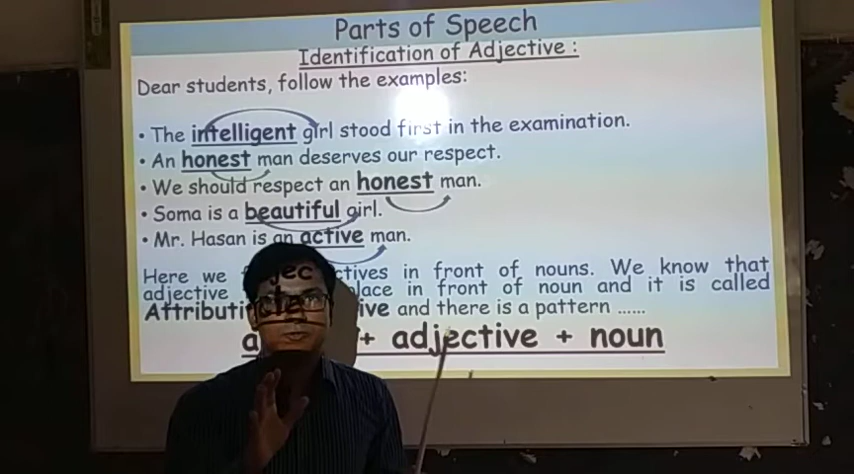 Parts of Speech
Identification of Adjective :
Dear students, follow the examples:
• The intelligent girl stood first in the examination.
• An honest man deserves our respect.
• We should respect an honest man.
• Soma is a beautiful girl.
• Mr. Hasan is an active man.
Here we jec ctives in front of nouns. We know that
adjective place in front of noun and it is called
Attributi ive and there is a pattern ......
a + adjective + noun